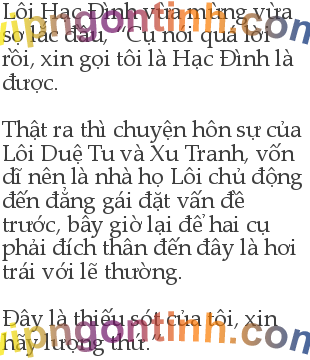 Lôi Hạc Đình vừa mừng vừa
sợ lắc đầu, “Cụ nói quá lời
rồi, xin gọi tôi là Hạc Đình là
được.
Thật ra thì chuyện hôn sự của
Lôi Duệ Tu và Xu Tranh, vốn
dĩ nên là nhà họ Lôi chủ động
đến đằng gái đặt vấn đề
trước, bây giờ lại để hai cụ
phải đích thân đến đây là hơi
trái với lẽ thường.
Đây là thiếu sót của tôi, xin
hãy lượng thứ.”
vipngontinh.com
vipngontinh.com